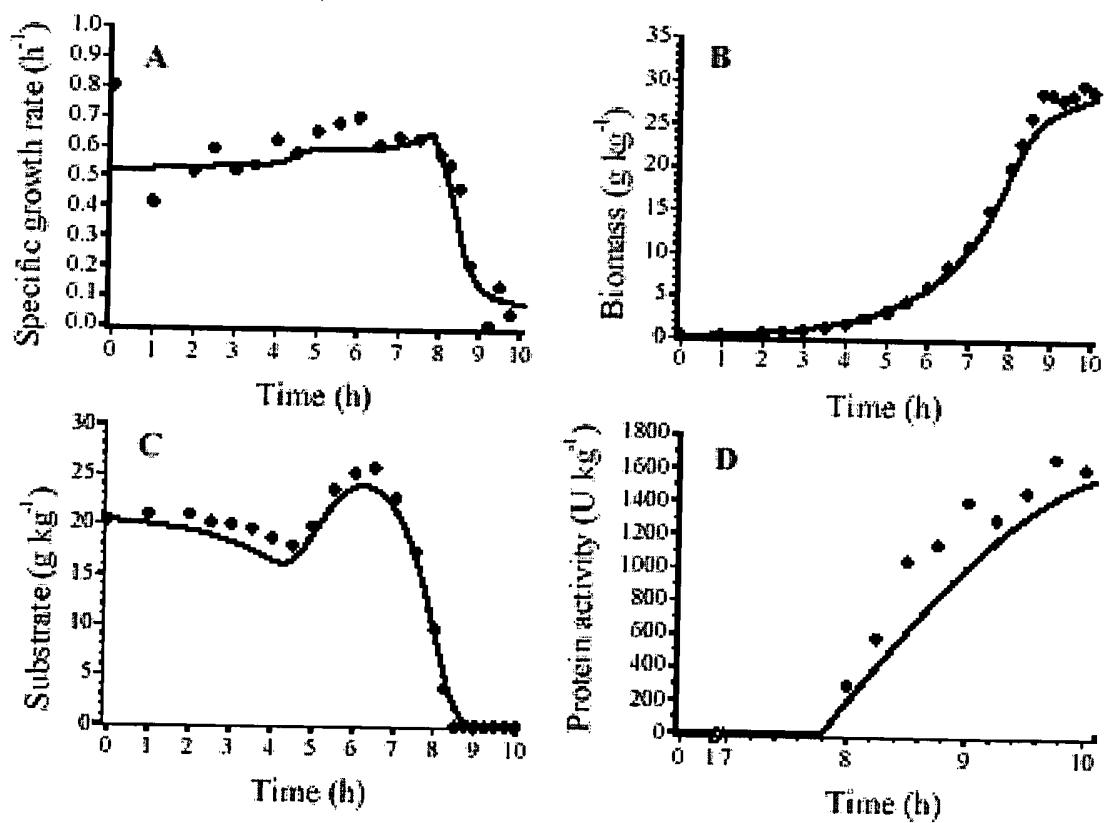 A
Specific growth rate (h⁻¹)
1.0
0.9
0.8
0.7
0.6
0.5
0.4
0.3
0.2
0.1
0.0
0 1 2 3 4 5 6 7 8 9 10
Time (h)
B
Biomass (g kg⁻¹)
35
30
25
20
15
10
5
0
0 1 2 3 4 5 6 7 8 9 10
Time (h)
C
Substrate (g kg⁻¹)
30
25
20
15
10
5
0
0 1 2 3 4 5 6 7 8 9 10
Time (h)
D
Protein activity (U kg⁻¹)
1800
1600
1400
1200
1000
800
600
400
200
0
0 1 7 8 9 10
Time (h)